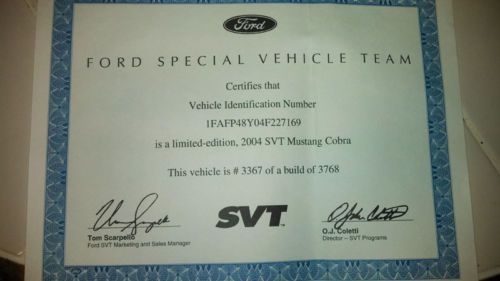 Ford
FORD SPECIAL VEHICLE TEAM
Certifies that
Vehicle Identification Number
1FAFP48Y04F227169
is a limited-edition, 2004 SVT Mustang Cobra
This vehicle is # 3367 of a build of 3768
SVT™
Tom Scarpello
Ford SVT Marketing and Sales Manager
O.J. Coletti
Director – SVT Programs